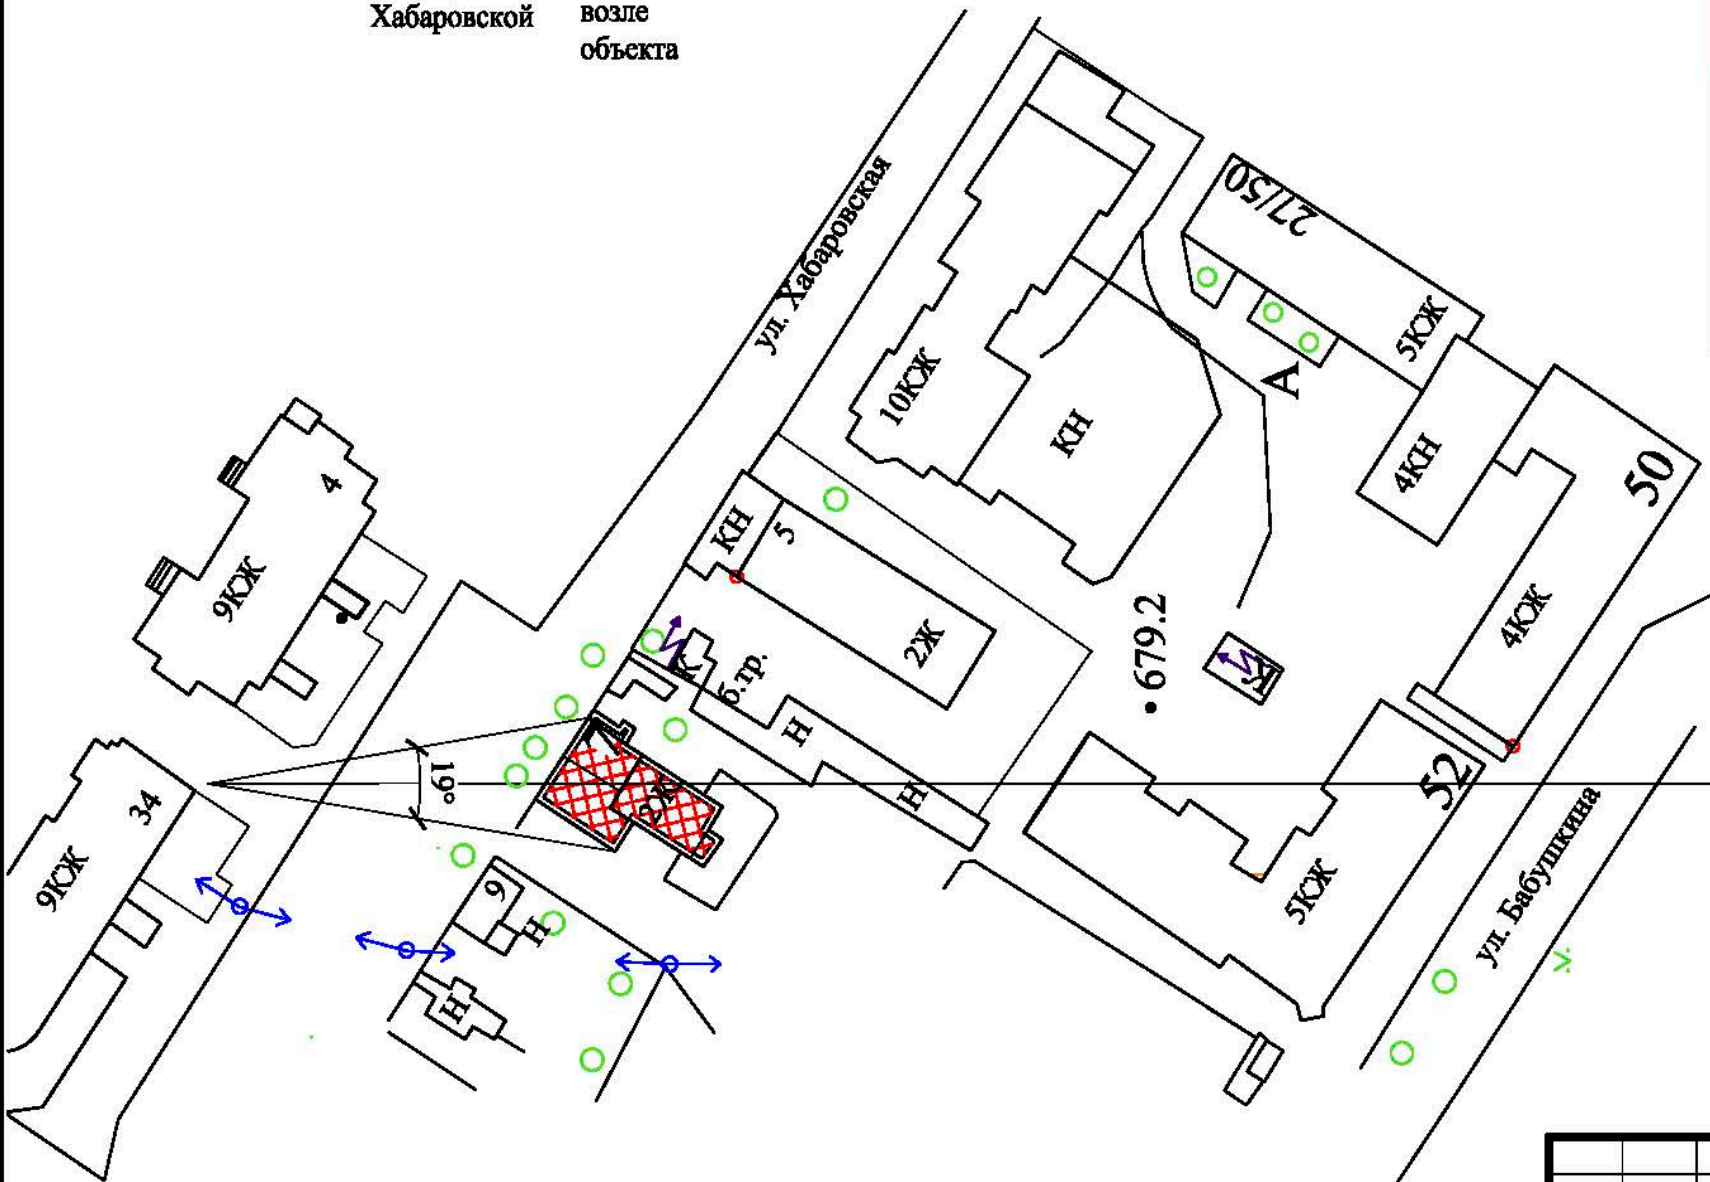 Хабаровской
возле
объекта
ул. Хабаровская
27/50
5КЖ
А
10КЖ
КН
4КН
50
4
9КЖ
КН
5
2Ж
4КЖ
679.2
К
К
б.тр.
Н
Н
19°
2Ж
52
5КЖ
34
9КЖ
9
Н
Н
ул. Бабушкина